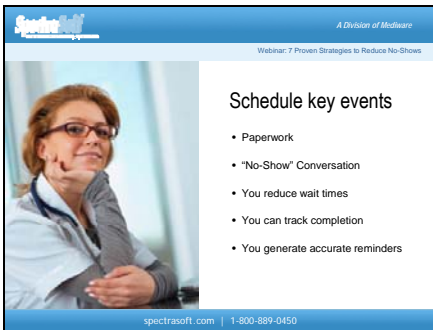 SpectraSoft
A Division of Mediware
Webinar: 7 Proven Strategies to Reduce No-Shows
Schedule key events
• Paperwork
• “No-Show” Conversation
• You reduce wait times
• You can track completion
• You generate accurate reminders
spectrasoft.com | 1-800-889-0450